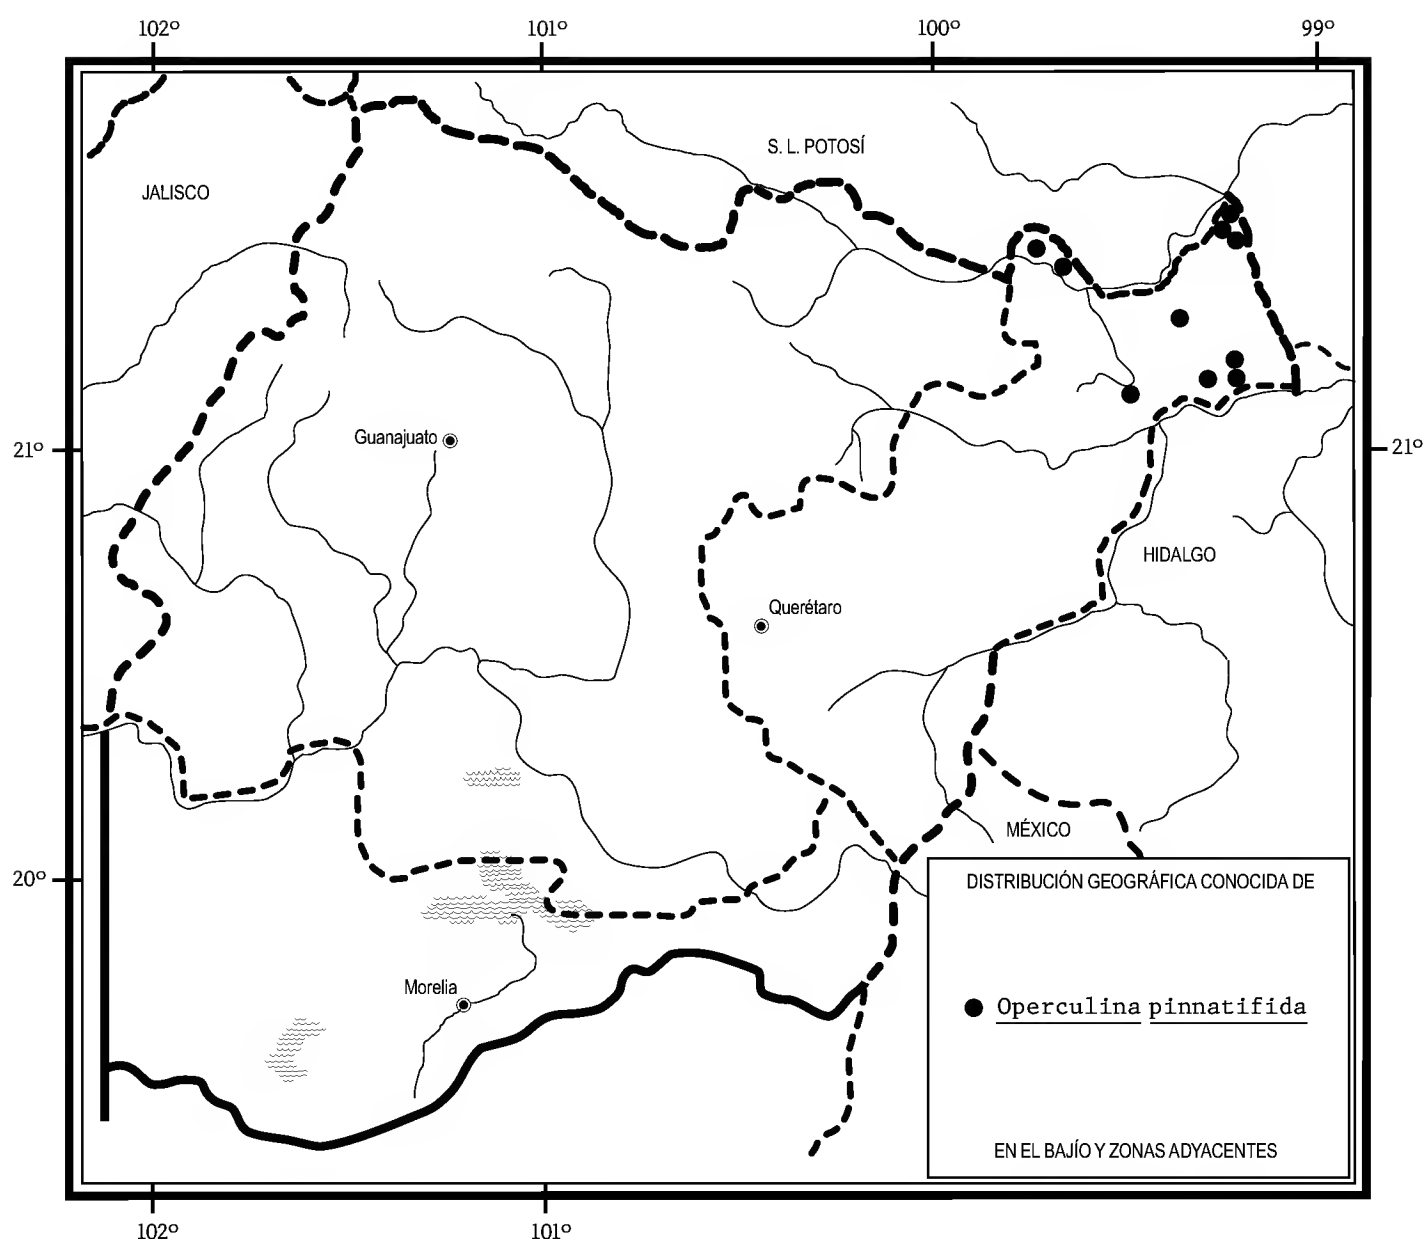 102º 101º 100º 99º
S. L. POTOSÍ
JALISCO
Guanajuato
21º 21º
HIDALGO
Querétaro
MÉXICO
20º
DISTRIBUCIÓN GEOGRÁFICA CONOCIDA DE
Morelia
Operculina pinnatifida
EN EL BAJÍO Y ZONAS ADYACENTES
102º 101º